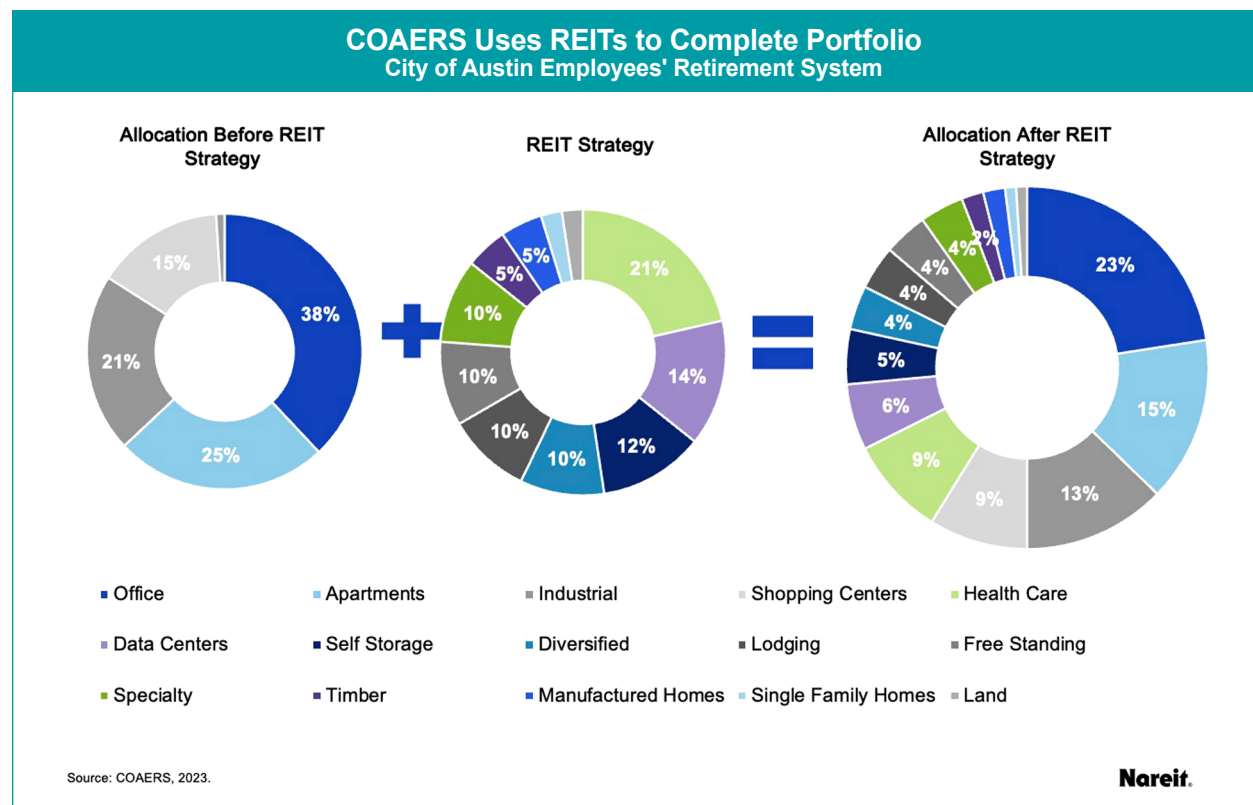 COAERS Uses REITs to Complete Portfolio
City of Austin Employees' Retirement System
Allocation Before REIT
Strategy
REIT Strategy
Allocation After REIT
Strategy
38%
25%
21%
15%
21%
14%
12%
10%
10%
10%
10%
5%
5%
23%
15%
13%
9%
9%
6%
5%
4%
4%
4%
4%
2%
Office
Apartments
Industrial
Shopping Centers
Health Care
Data Centers
Self Storage
Diversified
Lodging
Free Standing
Specialty
Timber
Manufactured Homes
Single Family Homes
Land
Source: COAERS, 2023.
Nareit.